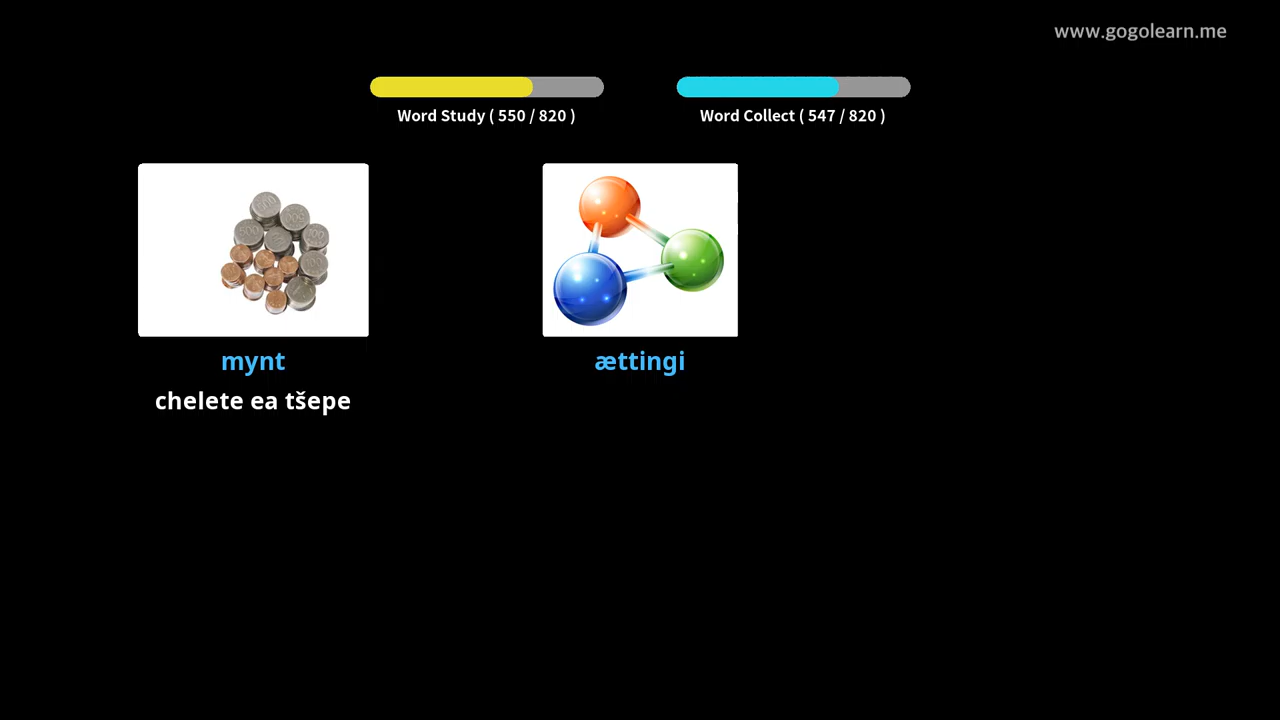 www.gogolearn.me
Word Study ( 550 / 820 )
Word Collect ( 547 / 820 )
mynt
chelete ea tšepe
ættingi